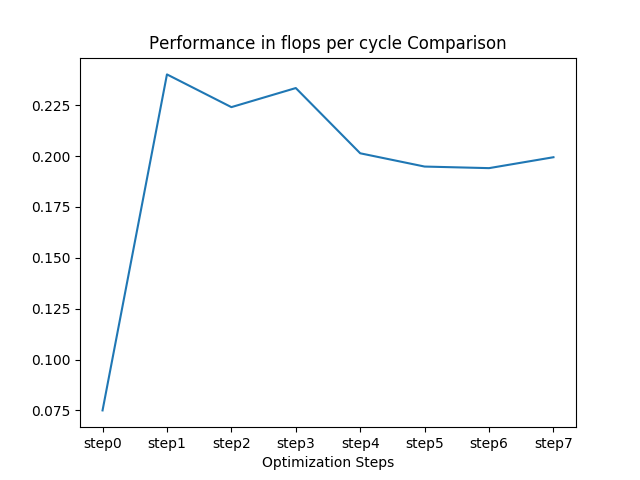 Performance in flops per cycle Comparison
0.225
0.200
0.175
0.150
0.125
0.100
0.075
step0 step1 step2 step3 step4 step5 step6 step7
Optimization Steps